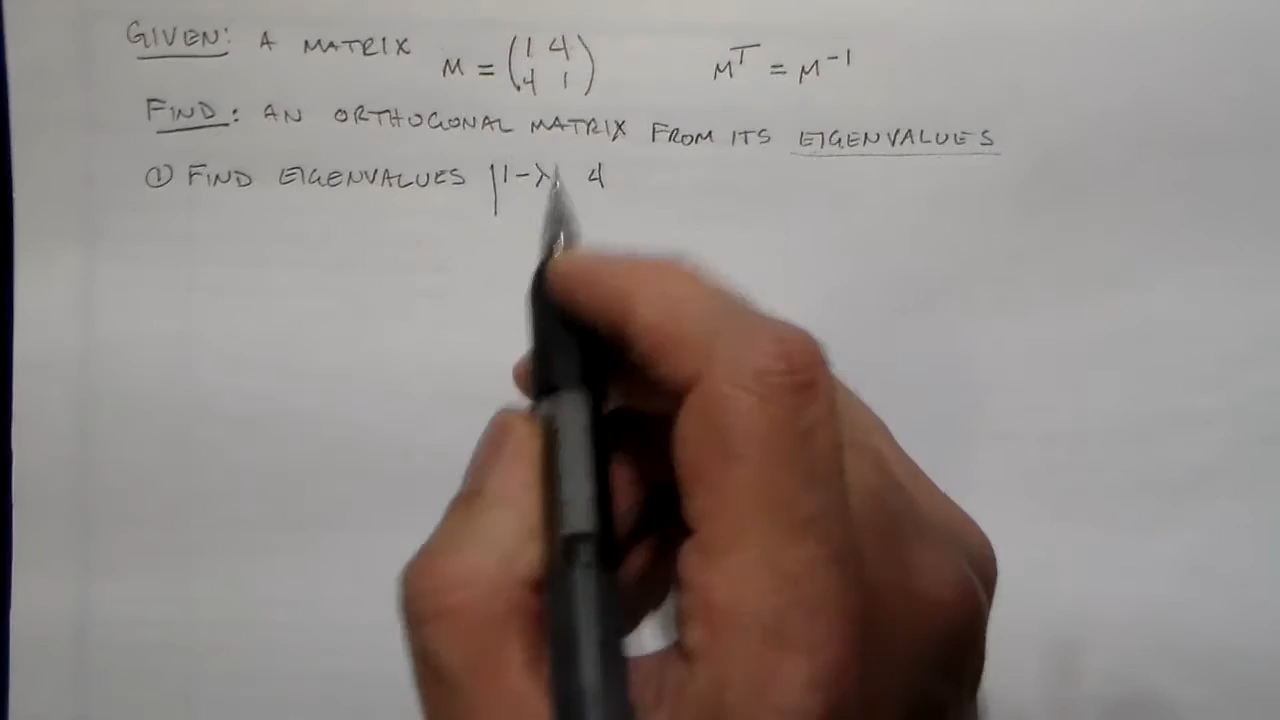 GIVEN: A MATRIX M = (1 4
4 1) M^T = M^-1
FIND: AN ORTHOGONAL MATRIX FROM ITS EIGENVALUES
① FIND EIGENVALUES |1-λ 4